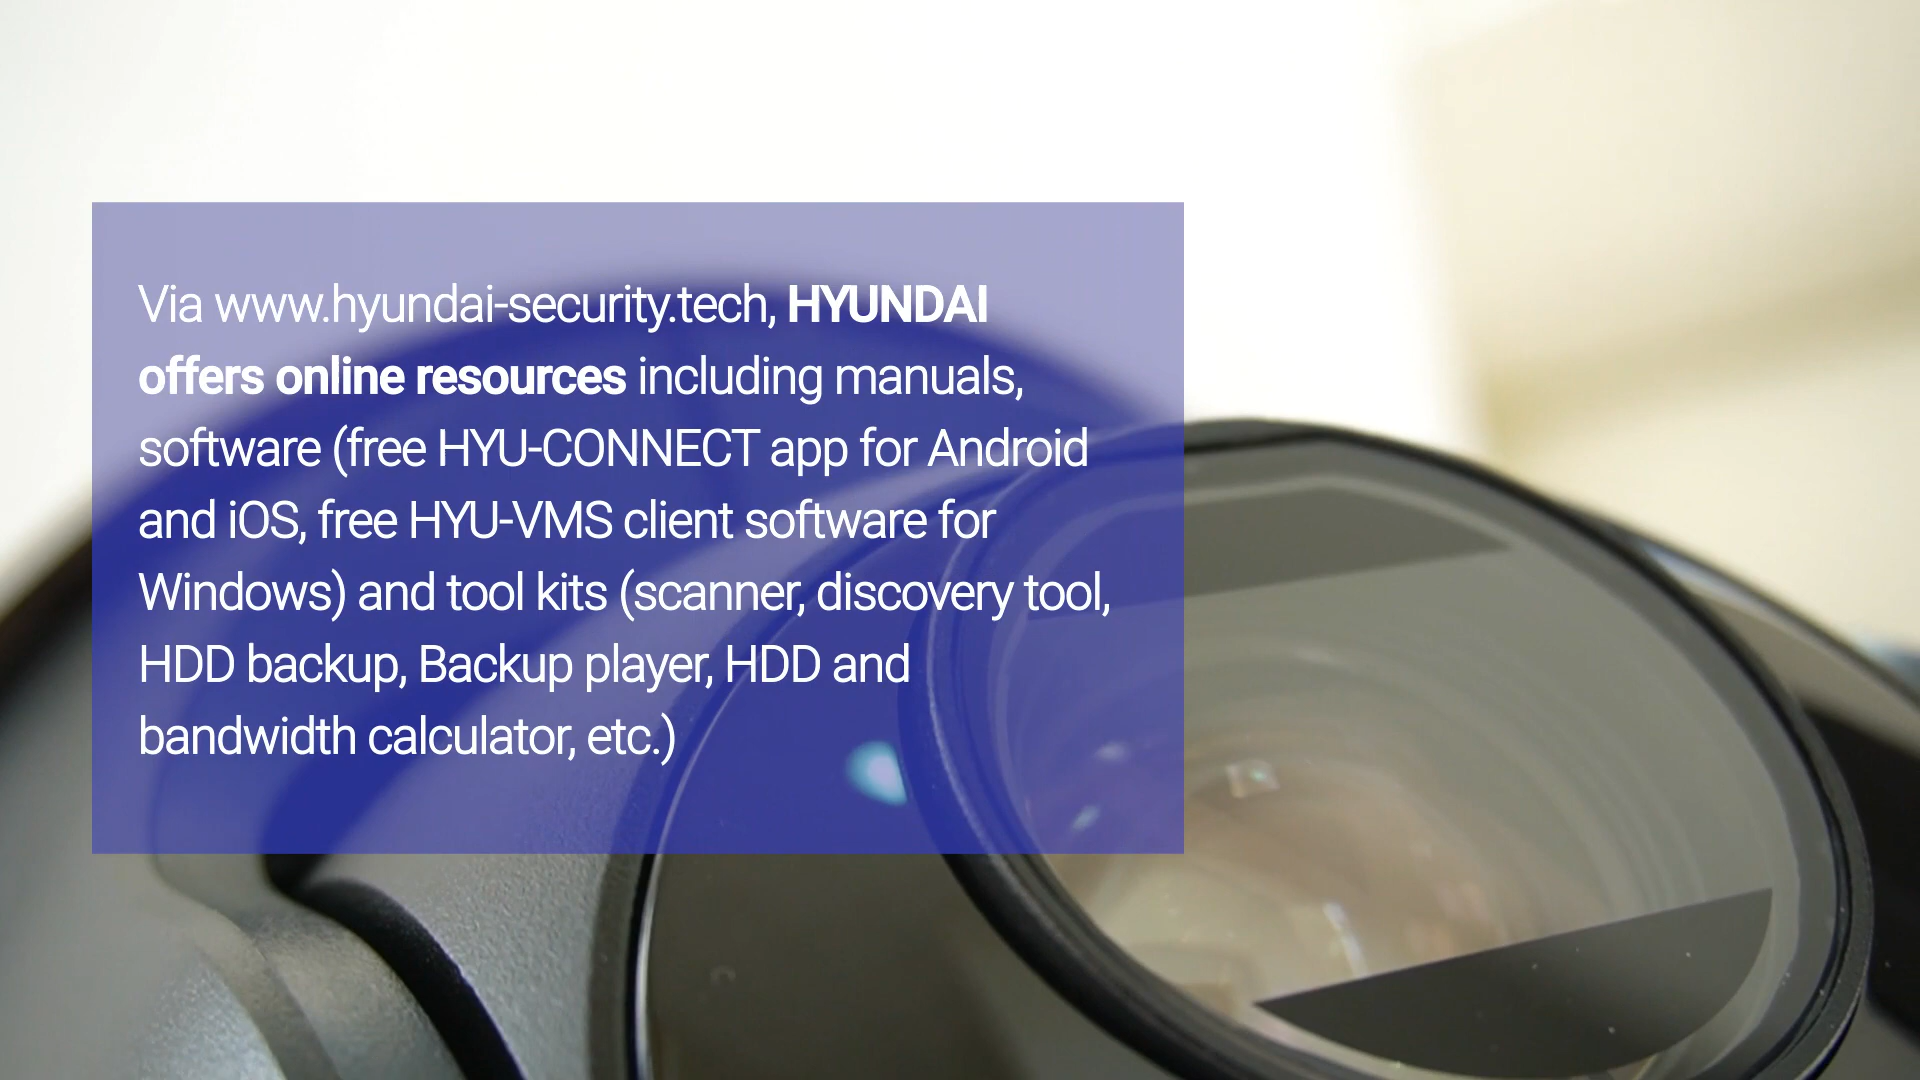 Via www.hyundai-security.tech, HYUNDAI
offers online resources including manuals,
software (free HYU-CONNECT app for Android
and iOS, free HYU-VMS client software for
Windows) and tool kits (scanner, discovery tool,
HDD backup, Backup player, HDD and
bandwidth calculator, etc.)